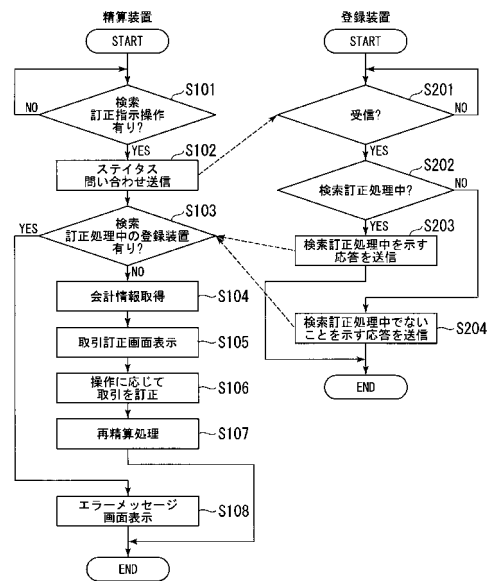 精算装置
START
S101
検索
訂正指示操作
有り?
NO
YES
S102
ステイタス
問い合わせ送信
S103
検索
訂正処理中の登録装置
有り?
YES
NO
会計情報取得
S104
取引訂正画面表示
S105
操作に応じて
取引を訂正
S106
再精算処理
S107
エラーメッセージ
画面表示
S108
END
登録装置
START
S201
受信?
NO
YES
S202
検索訂正処理中?
NO
YES
S203
検索訂正処理中を示す
応答を送信
検索訂正処理中でない
ことを示す応答を送信
S204
END